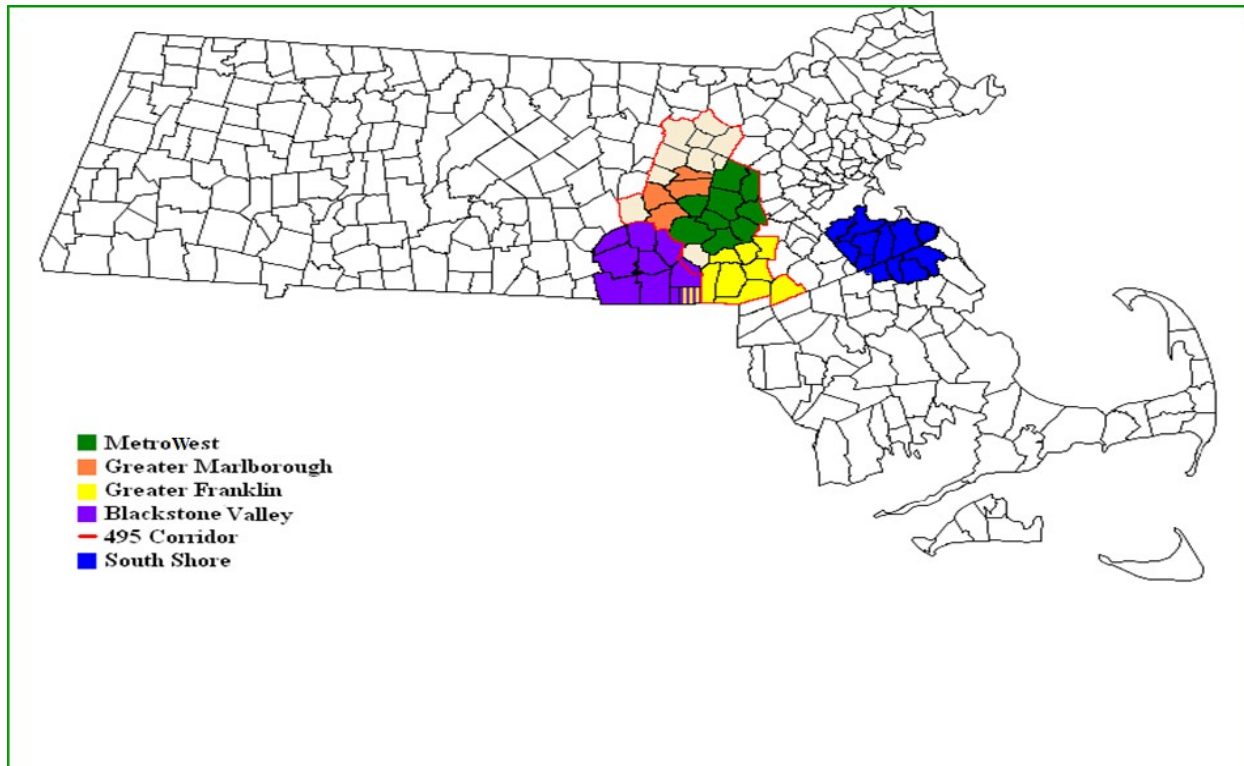 MetroWest
Greater Marlborough
Greater Franklin
Blackstone Valley
495 Corridor
South Shore